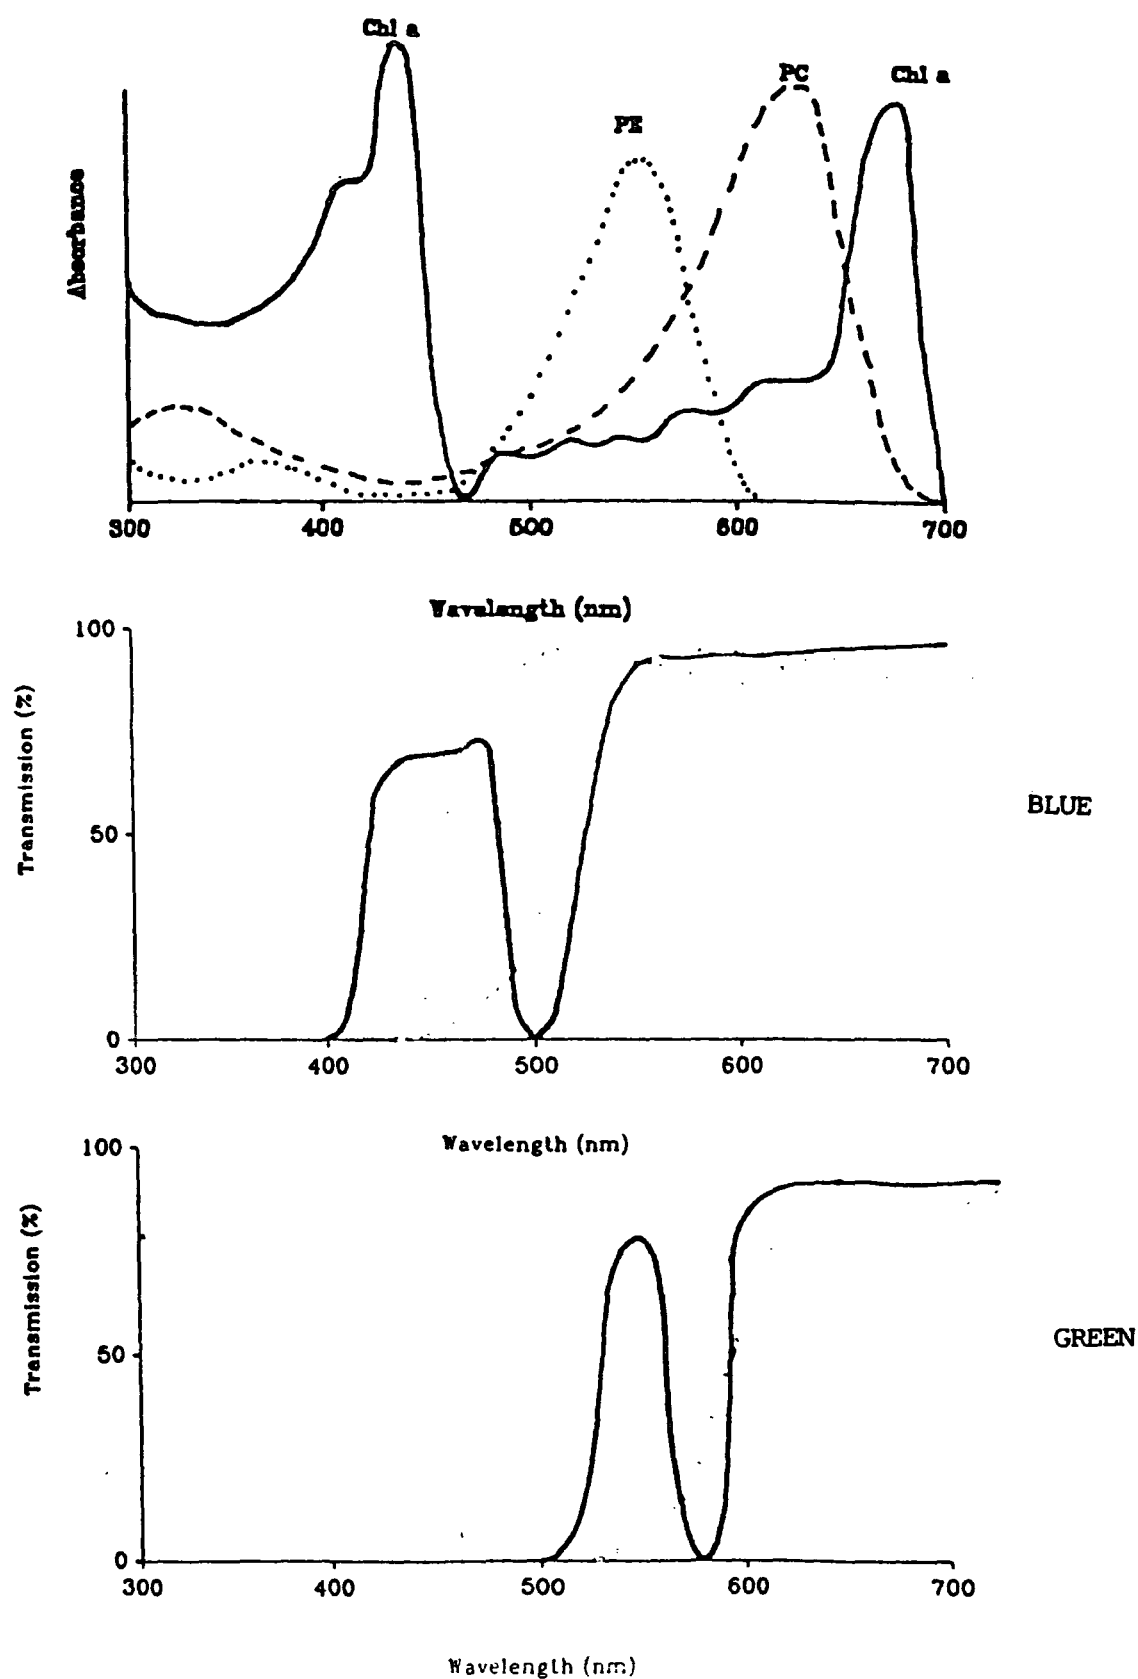 Chl a
PC
Chl a
PE
Absorbance
300 400 500 600 700
Wavelength (nm)
100
Transmission (%)
BLUE
50
0
300 400 500 600 700
Wavelength (nm)
100
Transmission (%)
GREEN
50
0
300 400 500 600 700
Wavelength (nm)